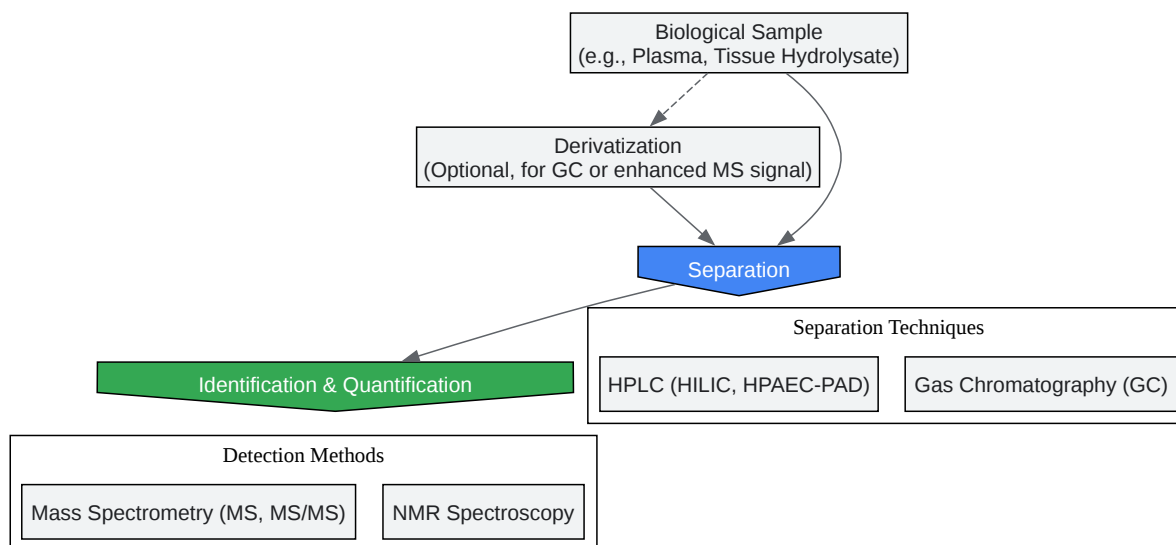 Biological Sample
(e.g., Plasma, Tissue Hydrolysate)
Derivatization
(Optional, for GC or enhanced MS signal)
Separation
Separation Techniques
HPLC (HILIC, HPAEC-PAD)
Gas Chromatography (GC)
Identification & Quantification
Detection Methods
Mass Spectrometry (MS, MS/MS)
NMR Spectroscopy